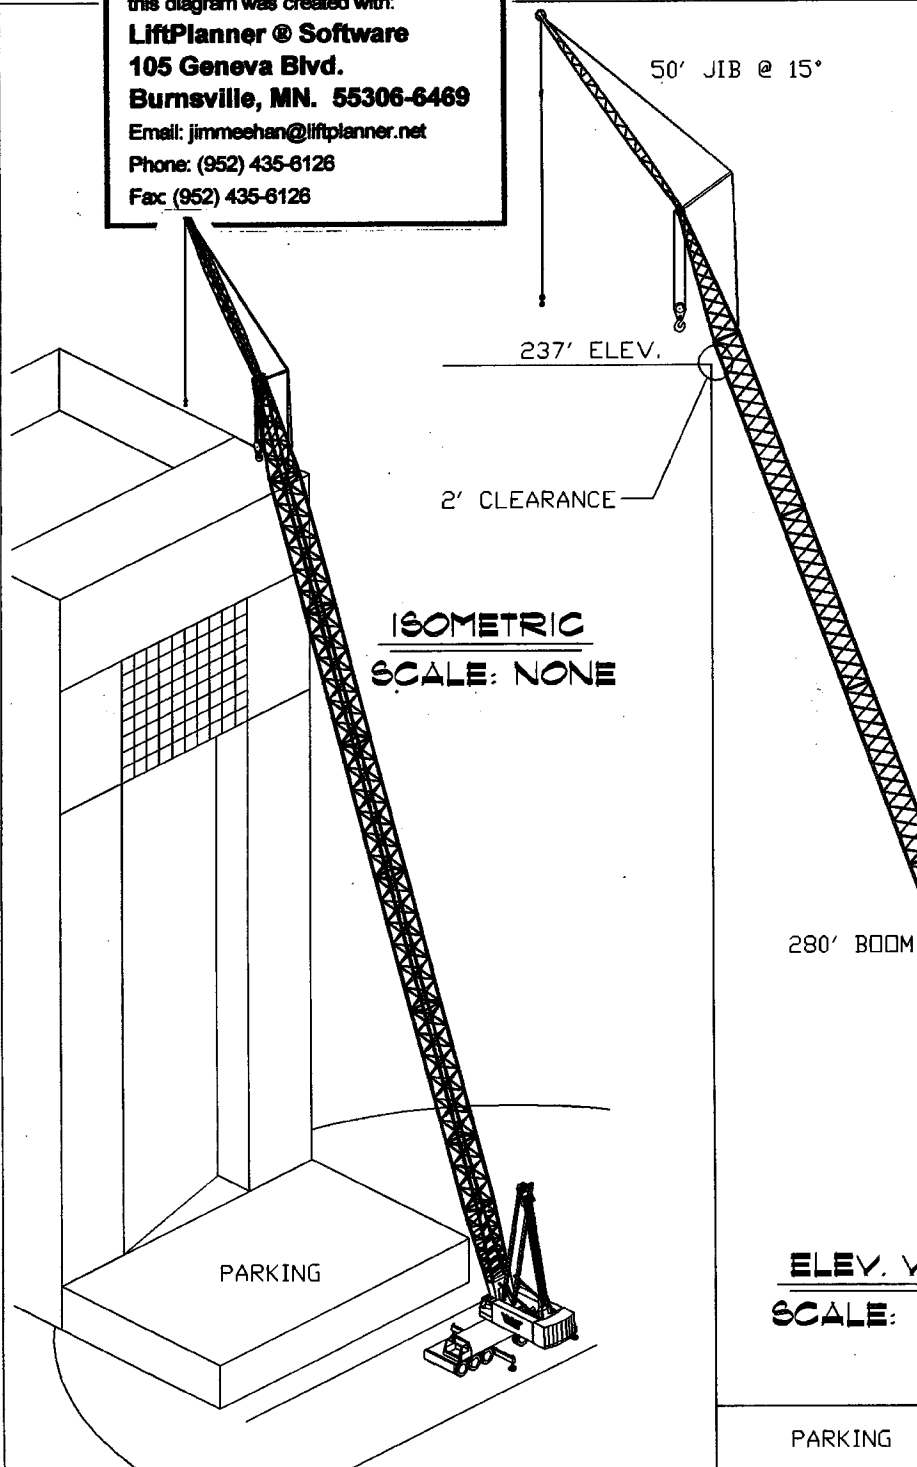 this diagram was created with:
LiftPlanner ® Software
105 Geneva Blvd.
Burnsville, MN. 55306-6469
Email: jimmeehan@liftplanner.net
Phone: (952) 435-6126
Fax: (952) 435-6126
50' JIB @ 15°
237' ELEV.
2' CLEARANCE
ISOMETRIC
SCALE: NONE
280' BOOM
PARKING
ELEV. V
SCALE:
PARKING